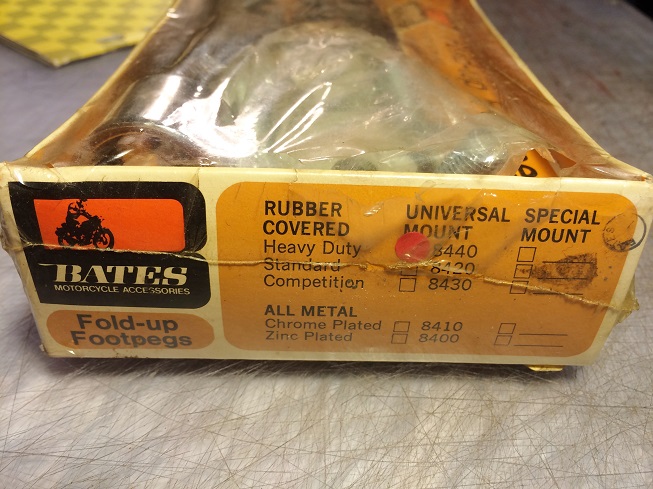 BATES
MOTORCYCLE ACCESSORIES
Fold-up
Footpegs
RUBBER COVERED UNIVERSAL MOUNT SPECIAL MOUNT
Heavy Duty 8440
Standard 8420
Competition 8430
ALL METAL
Chrome Plated 8410
Zinc Plated 8400